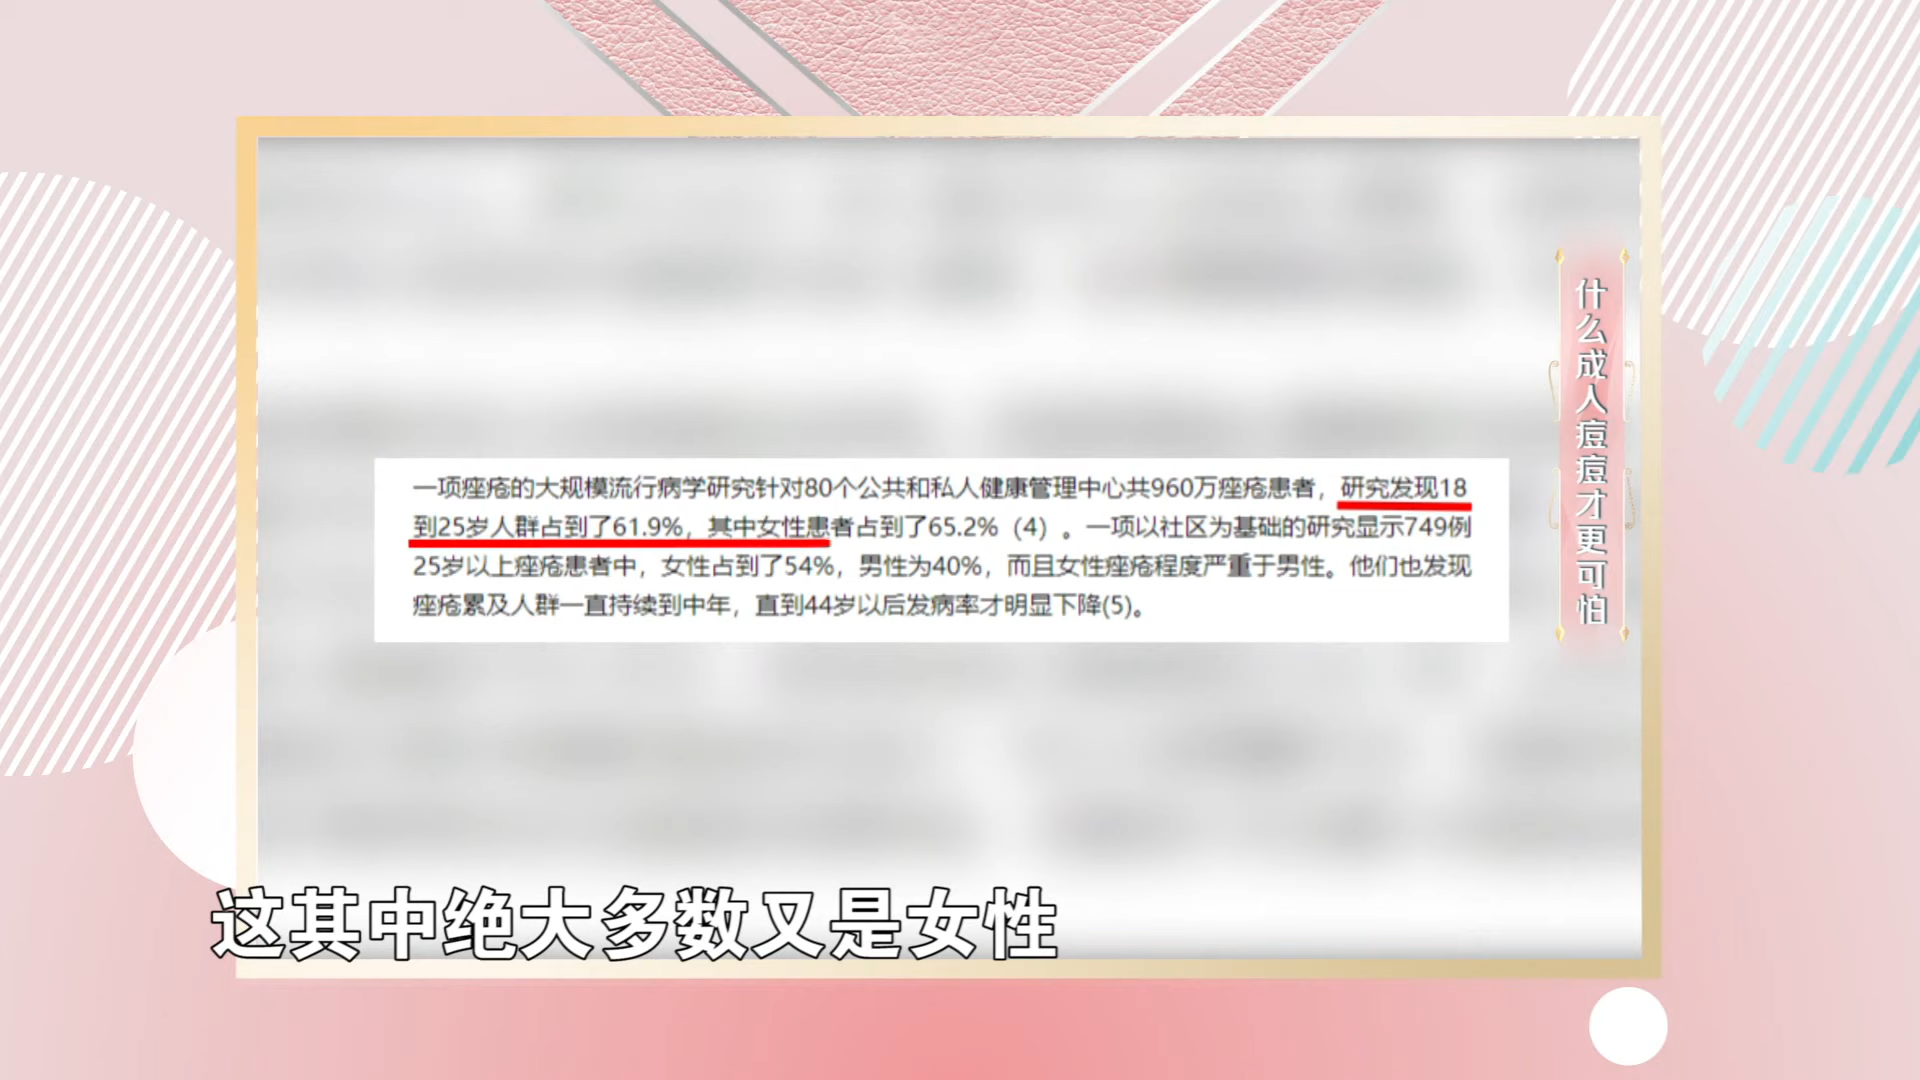 一项痤疮的大规模流行病学研究针对80个公共和私人健康管理中心共960万痤疮患者，研究发现18
到25岁人群占到了61.9%，其中女性患者占到了65.2%（4）。一项以社区为基础的研究显示749例
25岁以上痤疮患者中，女性占到了54%，男性为40%，而且女性痤疮程度严重于男性。他们也发现
痤疮累及人群一直持续到中年，直到44岁以后发病率才明显下降(5)。
什么成人痘痘才更可怕
这其中绝大多数又是女性